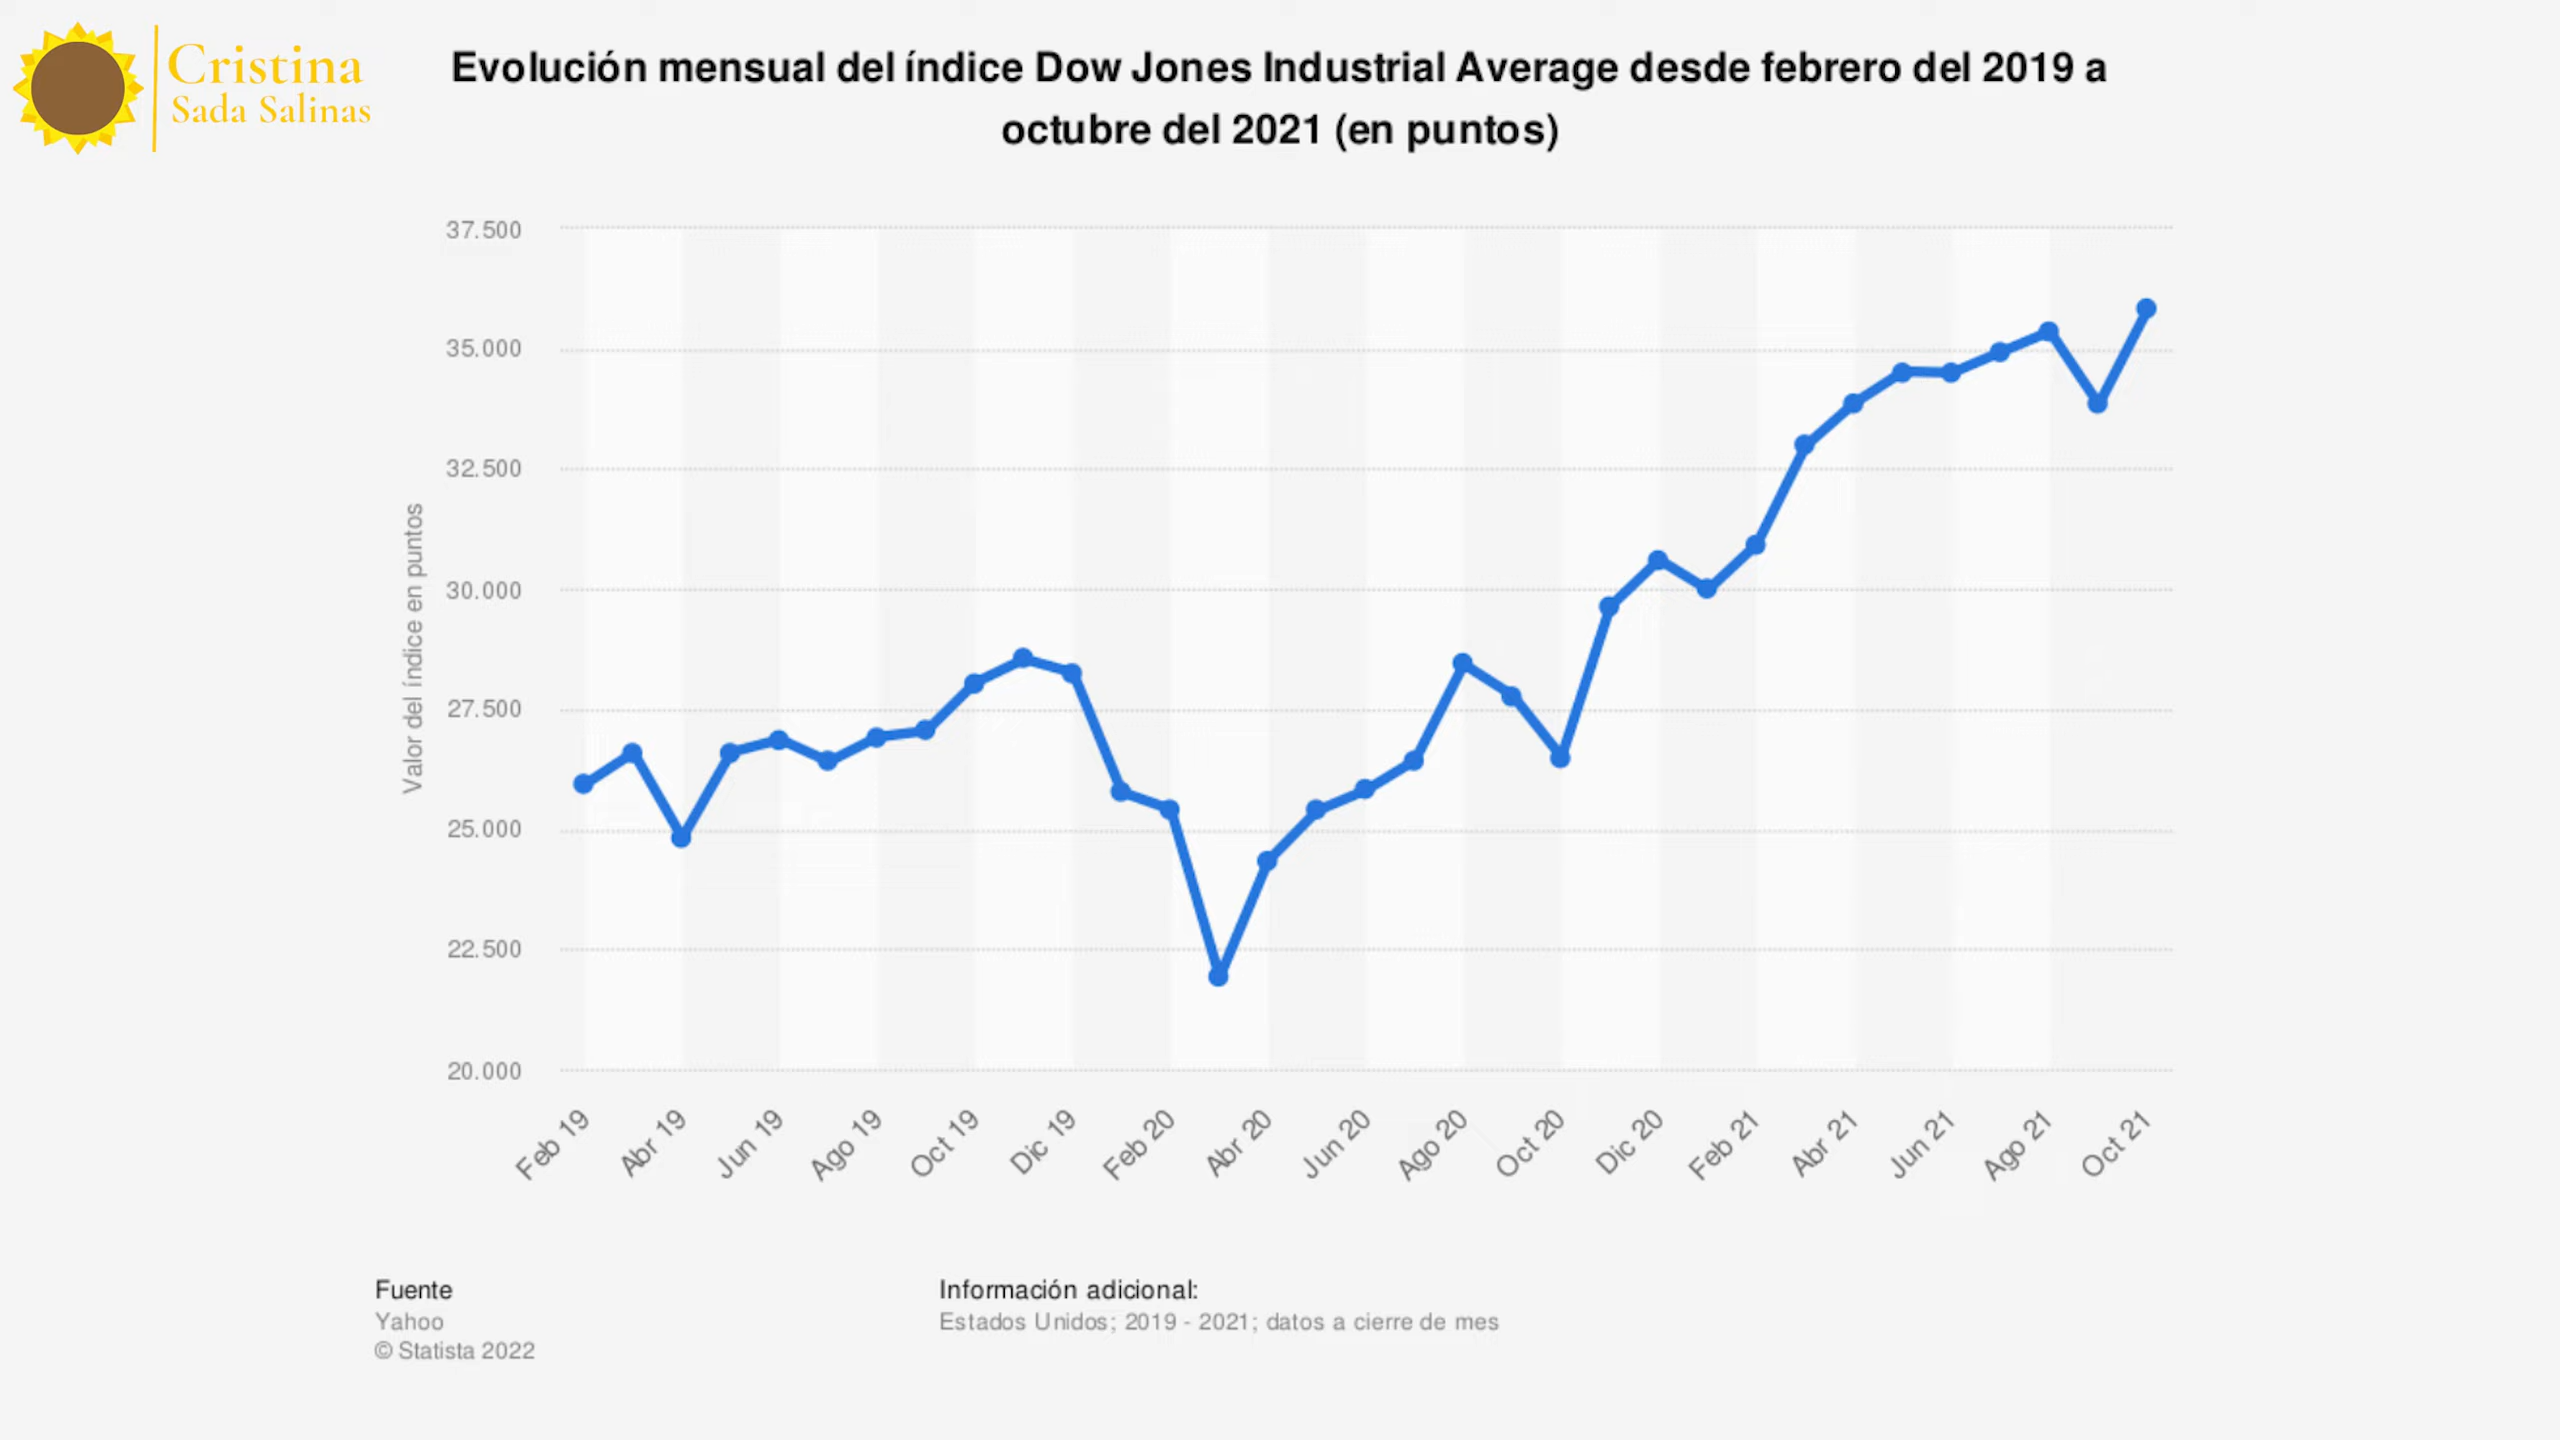 Cristina
Sada Salinas
Evolución mensual del índice Dow Jones Industrial Average desde febrero del 2019 a
octubre del 2021 (en puntos)
Valor del índice en puntos
37.500
35.000
32.500
30.000
27.500
25.000
22.500
20.000
Feb 19
Abr 19
Jun 19
Ago 19
Oct 19
Dic 19
Feb 20
Abr 20
Jun 20
Ago 20
Oct 20
Dic 20
Feb 21
Abr 21
Jun 21
Ago 21
Oct 21
Fuente
Yahoo
© Statista 2022
Información adicional:
Estados Unidos; 2019 - 2021; datos a cierre de mes